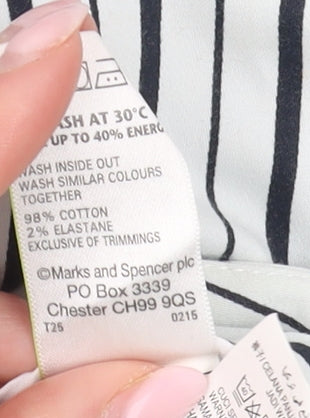 ASH AT 30°C
UP TO 40% ENERG
WASH INSIDE OUT
WASH SIMILAR COLOURS
TOGETHER
98% COTTON
2% ELASTANE
EXCLUSIVE OF TRIMMINGS
©Marks and Spencer plc
PO Box 3339
Chester CH99 9QS
T25 0215